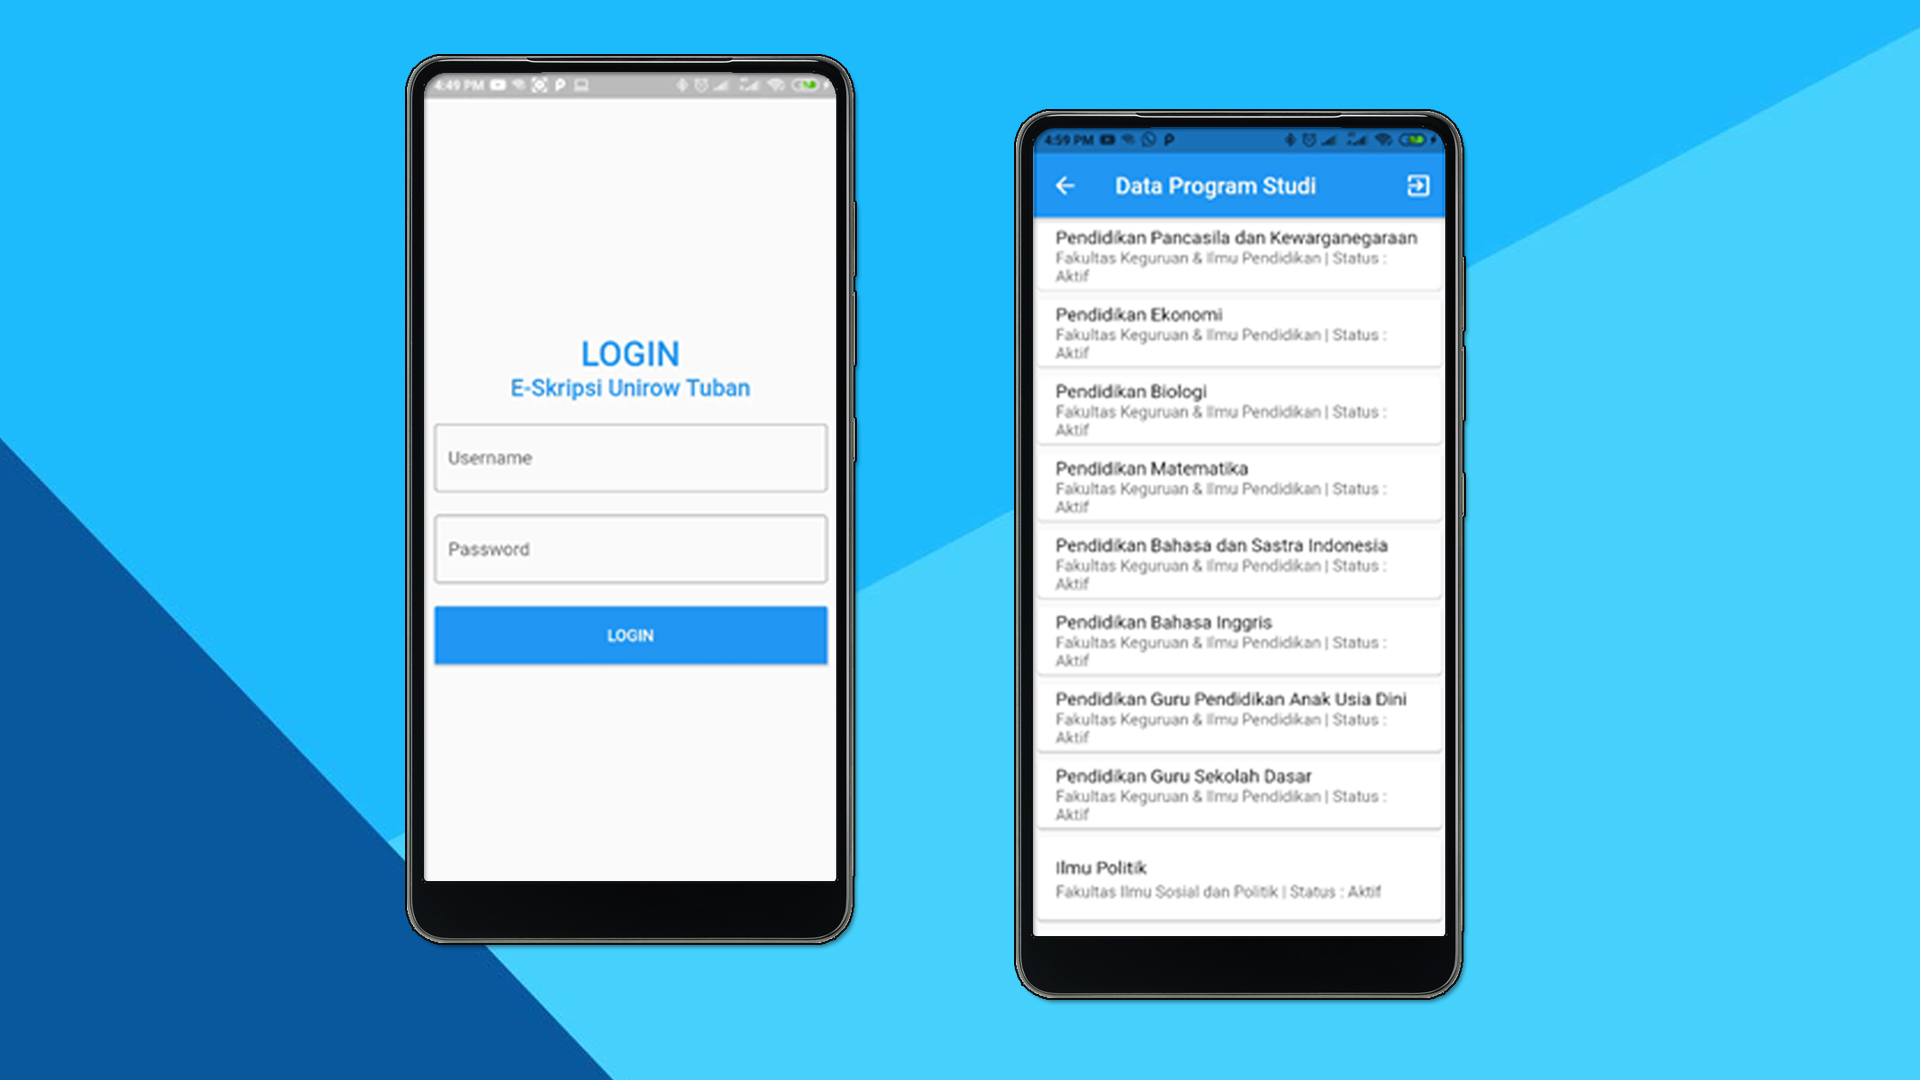 4:49 PM
LOGIN
E-Skripsi Unirow Tuban
Username
Password
LOGIN
4:59 PM
Data Program Studi
Pendidikan Pancasila dan Kewarganegaraan
Fakultas Keguruan & Ilmu Pendidikan | Status :
Aktif
Pendidikan Ekonomi
Fakultas Keguruan & Ilmu Pendidikan | Status :
Aktif
Pendidikan Biologi
Fakultas Keguruan & Ilmu Pendidikan | Status :
Aktif
Pendidikan Matematika
Fakultas Keguruan & Ilmu Pendidikan | Status :
Aktif
Pendidikan Bahasa dan Sastra Indonesia
Fakultas Keguruan & Ilmu Pendidikan | Status :
Aktif
Pendidikan Bahasa Inggris
Fakultas Keguruan & Ilmu Pendidikan | Status :
Aktif
Pendidikan Guru Pendidikan Anak Usia Dini
Fakultas Keguruan & Ilmu Pendidikan | Status :
Aktif
Pendidikan Guru Sekolah Dasar
Fakultas Keguruan & Ilmu Pendidikan | Status :
Aktif
Ilmu Politik
Fakultas Ilmu Sosial dan Politik | Status : Aktif